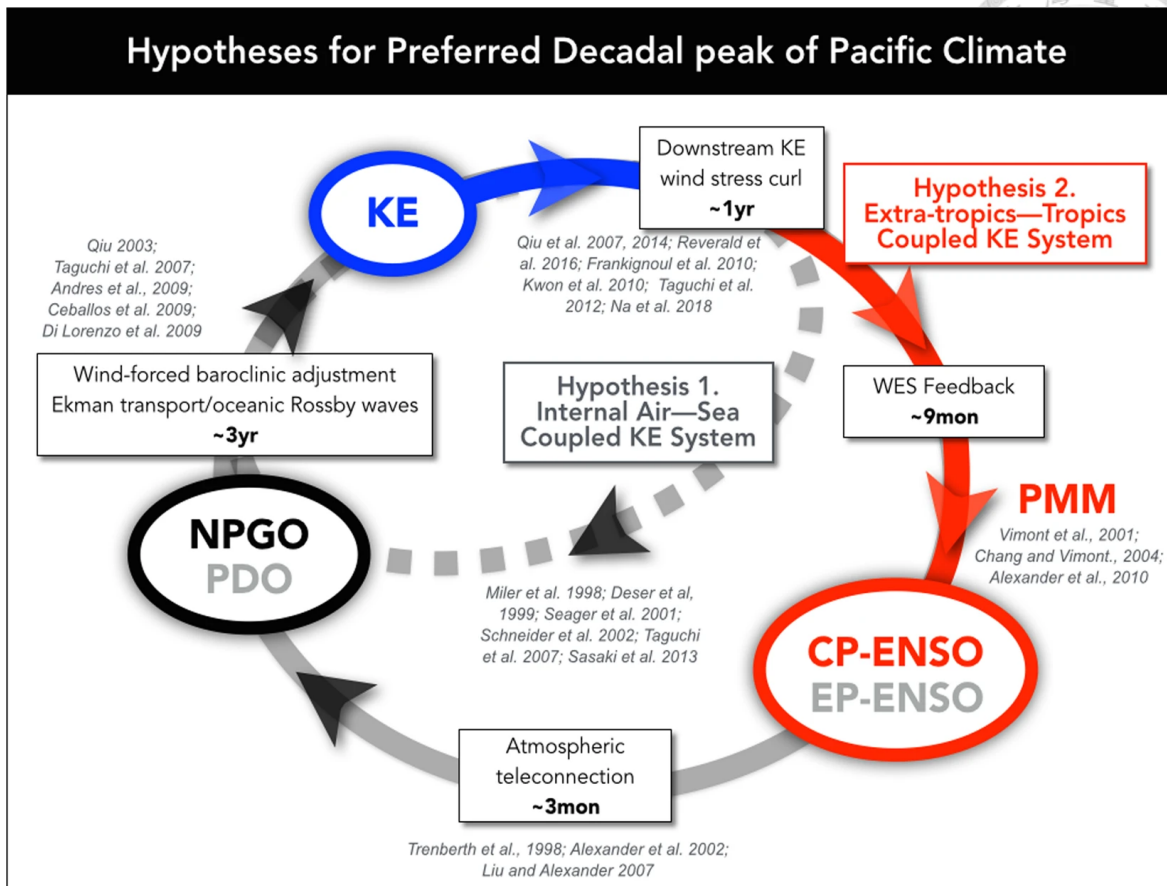 Hypotheses for Preferred Decadal peak of Pacific Climate
KE
Downstream KE
wind stress curl
~1yr
Hypothesis 2.
Extra-tropics—Tropics
Coupled KE System
Qiu 2003;
Taguchi et al. 2007;
Andres et al., 2009;
Ceballos et al. 2009;
Di Lorenzo et al. 2009
Qiu et al. 2007, 2014; Reverald et
al. 2016; Frankignoul et al. 2010;
Kwon et al. 2010; Taguchi et al.
2012; Na et al. 2018
Wind-forced baroclinic adjustment
Ekman transport/oceanic Rossby waves
~3yr
Hypothesis 1.
Internal Air—Sea
Coupled KE System
WES Feedback
~9mon
PMM
Vimont et al., 2001;
Chang and Vimont., 2004;
Alexander et al., 2010
NPGO
PDO
Miler et al. 1998; Deser et al,
1999; Seager et al. 2001;
Schneider et al. 2002; Taguchi
et al. 2007; Sasaki et al. 2013
CP-ENSO
EP-ENSO
Atmospheric
teleconnection
~3mon
Trenberth et al., 1998; Alexander et al. 2002;
Liu and Alexander 2007